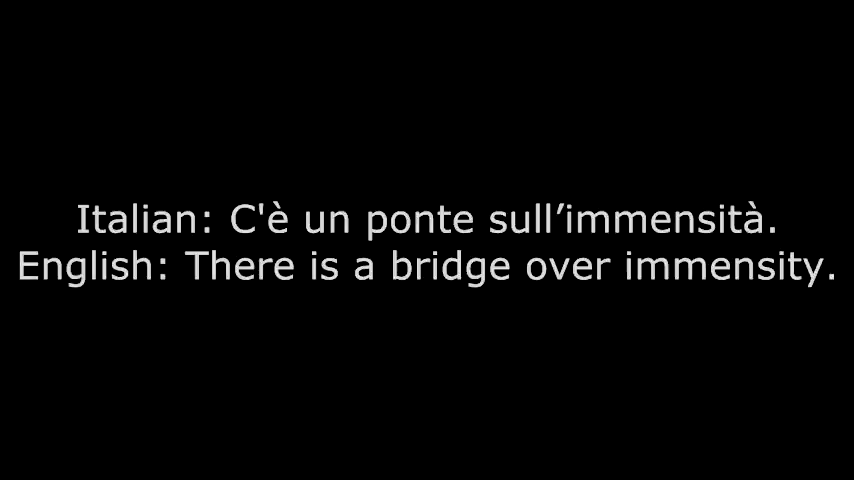 Italian: C'è un ponte sull’immensità.
English: There is a bridge over immensity.